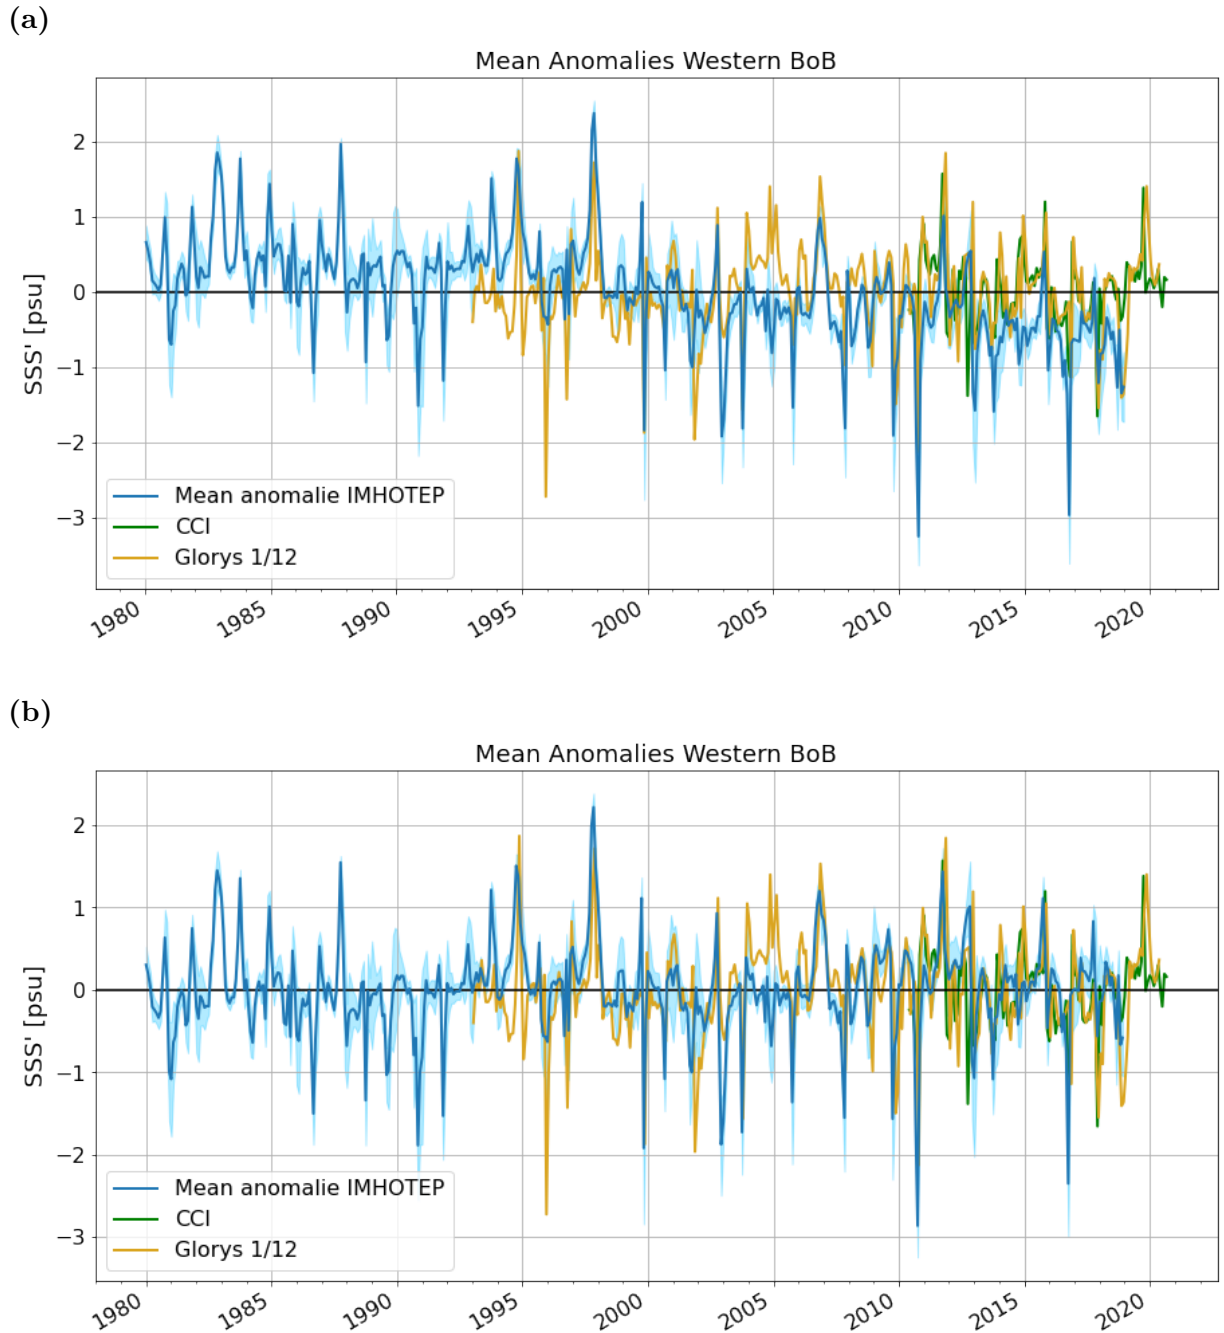 (a)
Mean Anomalies Western BoB
SSS' [psu]
2
1
0
−1
−2
−3
Mean anomalie IMHOTEP
CCI
Glorys 1/12
1980
1985
1990
1995
2000
2005
2010
2015
2020
(b)
Mean Anomalies Western BoB
SSS' [psu]
2
1
0
−1
−2
−3
Mean anomalie IMHOTEP
CCI
Glorys 1/12
1980
1985
1990
1995
2000
2005
2010
2015
2020